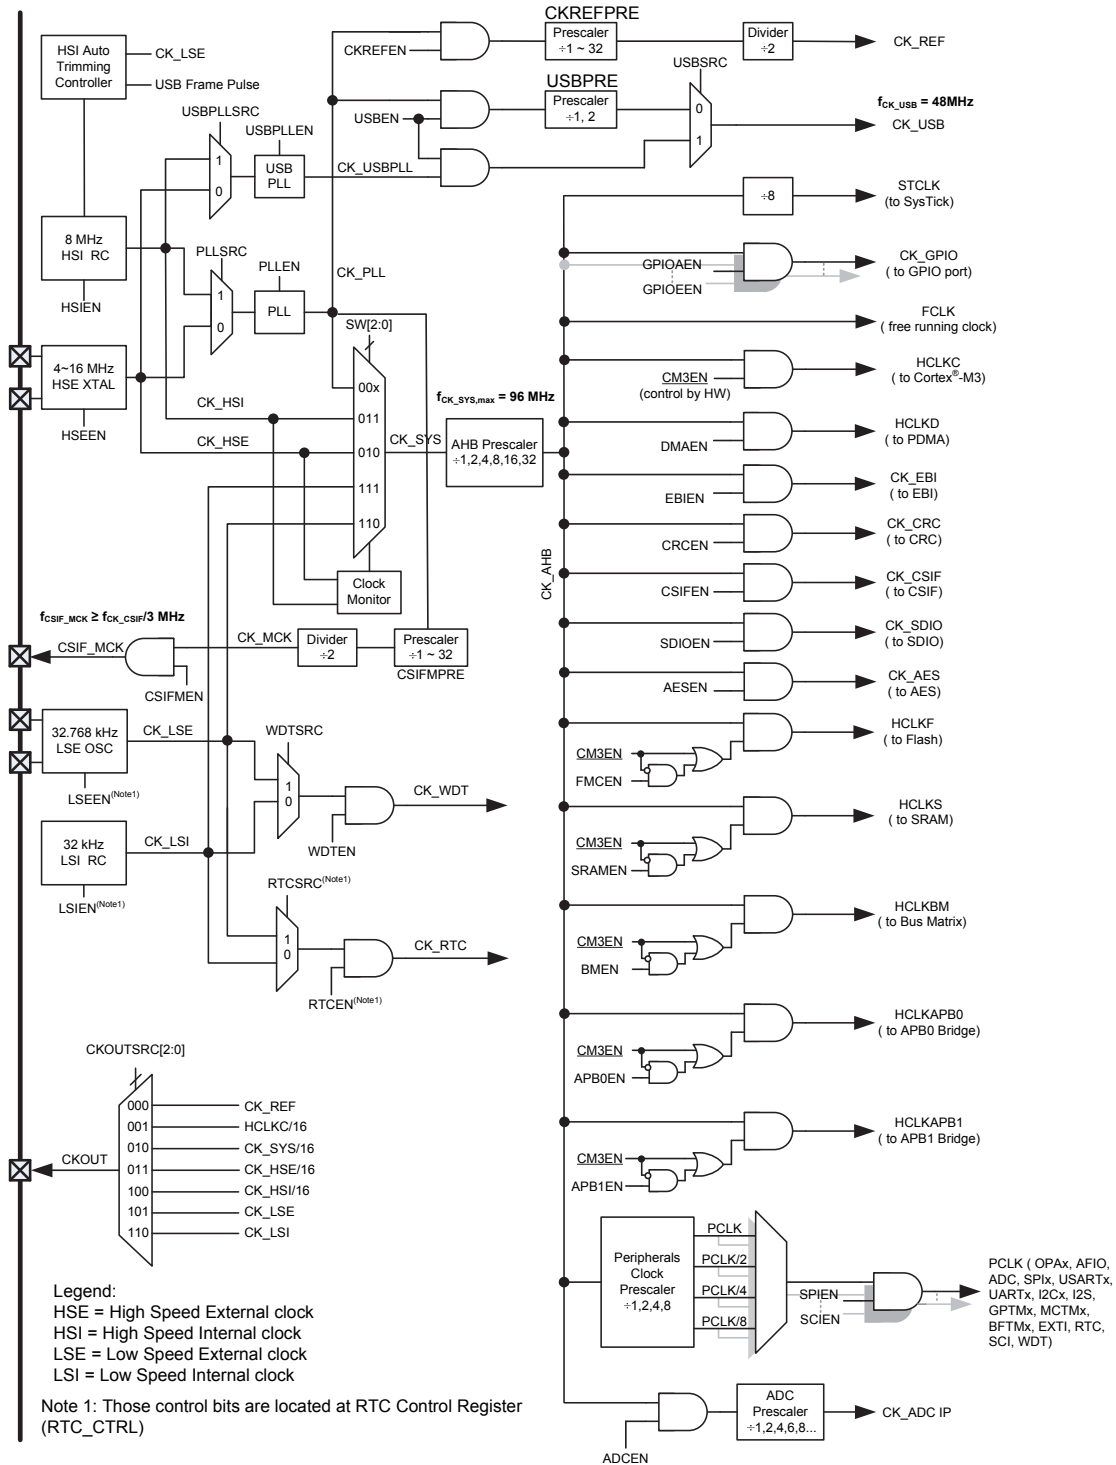 CKREFPRE
HSI Auto
Trimming
Controller
CK_LSE
USB Frame Pulse
CKREFEN
Prescaler
÷1 ~ 32
Divider
÷2
CK_REF
USBSRC
USBPRE
USBPLLSRC
USBPLLEN
USBEN
Prescaler
÷1, 2
0
1
fCK_USB = 48MHz
CK_USB
1
0
USB
PLL
CK_USBPLL
÷8
STCLK
(to SysTick)
8 MHz
HSI RC
HSIEN
PLLSRC
PLLEN
CK_PLL
1
0
PLL
GPIOAEN
GPIOEEN
CK_GPIO
( to GPIO port)
SW[2:0]
FCLK
( free running clock)
4~16 MHz
HSE XTAL
HSEEN
00x
011
010
111
110
CK_HSI
CK_HSE
CK_SYS
fCK_SYS,max = 96 MHz
AHB Prescaler
÷1,2,4,8,16,32
CM3EN
(control by HW)
HCLKC
( to Cortex®-M3)
DMAEN
HCLKD
( to PDMA)
EBIEN
CK_EBI
( to EBI)
CRCEN
CK_CRC
( to CRC)
CK_AHB
Clock
Monitor
CSIFEN
CK_CSIF
( to CSIF)
fCSIF_MCK ≥ fCK_CSIF/3 MHz
CSIF_MCK
CSIFMEN
CK_MCK
Divider
÷2
Prescaler
÷1 ~ 32
CSIFMPRE
SDIOEN
CK_SDIO
( to SDIO)
AESEN
CK_AES
( to AES)
32.768 kHz
LSE OSC
LSEEN(Note1)
CK_LSE
WDTSRC
1
0
WDTEN
CK_WDT
CM3EN
FMCEN
HCLKF
( to Flash)
32 kHz
LSI RC
LSIEN(Note1)
CK_LSI
CM3EN
SRAMEN
HCLKS
( to SRAM)
RTCSRC(Note1)
1
0
RTCEN(Note1)
CK_RTC
CM3EN
BMEN
HCLKBM
( to Bus Matrix)
CM3EN
APB0EN
HCLKAPB0
( to APB0 Bridge)
CKOUTSRC[2:0]
CKOUT
000 CK_REF
001 HCLKC/16
010 CK_SYS/16
011 CK_HSE/16
100 CK_HSI/16
101 CK_LSE
110 CK_LSI
CM3EN
APB1EN
HCLKAPB1
( to APB1 Bridge)
Peripherals
Clock
Prescaler
÷1,2,4,8
PCLK
PCLK/2
PCLK/4
PCLK/8
SPIEN
SCIEN
PCLK ( OPAx, AFIO,
ADC, SPIx, USARTx,
UARTx, I2Cx, I2S,
GPTMx, MCTMx,
BFTMx, EXTI, RTC,
SCI, WDT)
Legend:
HSE = High Speed External clock
HSI = High Speed Internal clock
LSE = Low Speed External clock
LSI = Low Speed Internal clock
Note 1: Those control bits are located at RTC Control Register
(RTC_CTRL)
ADCEN
ADC
Prescaler
÷1,2,4,6,8...
CK_ADC IP